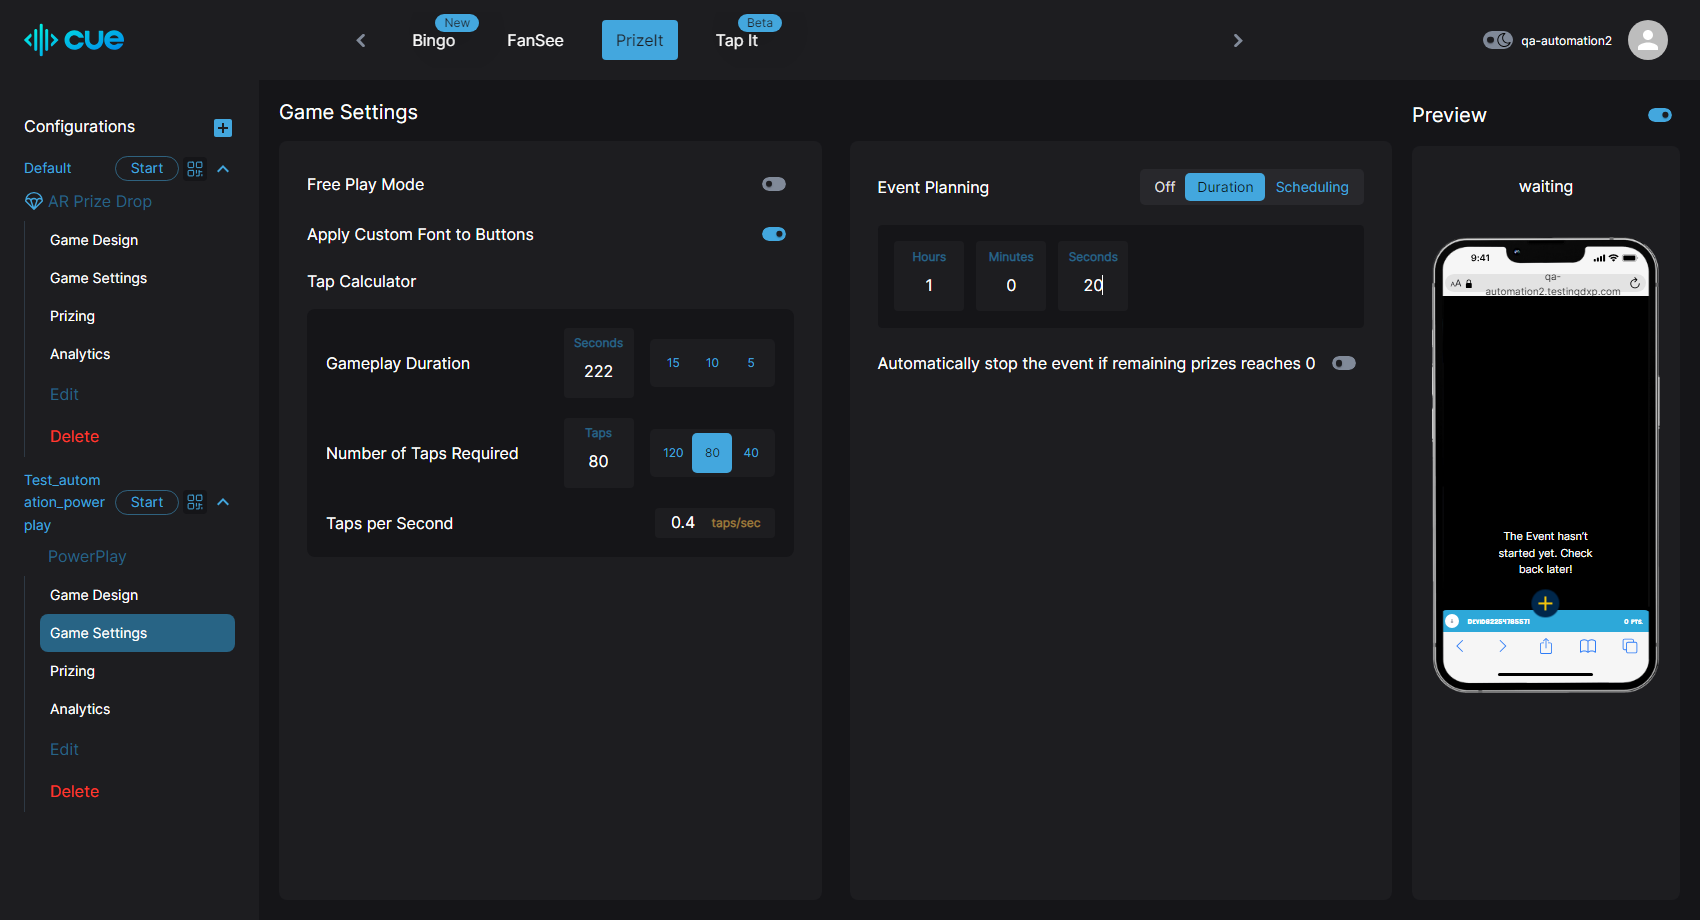 cue
New
Bingo
FanSee
PrizeIt
Beta
Tap It
qa-automation2
Configurations
Default
Start
AR Prize Drop
Game Design
Game Settings
Prizing
Analytics
Edit
Delete
Test_autom
ation_power
play
Start
PowerPlay
Game Design
Game Settings
Prizing
Analytics
Edit
Delete
Game Settings
Free Play Mode
Apply Custom Font to Buttons
Tap Calculator
Gameplay Duration
Seconds
222
15 10 5
Number of Taps Required
Taps
80
120 80 40
Taps per Second
0.4 taps/sec
Event Planning
Off Duration Scheduling
Hours Minutes Seconds
1 0 20
Automatically stop the event if remaining prizes reaches 0
Preview
waiting
9:41
AA
qa-
automation2.testingdxp.com
The Event hasn't
started yet. Check
back later!
0 PTS.